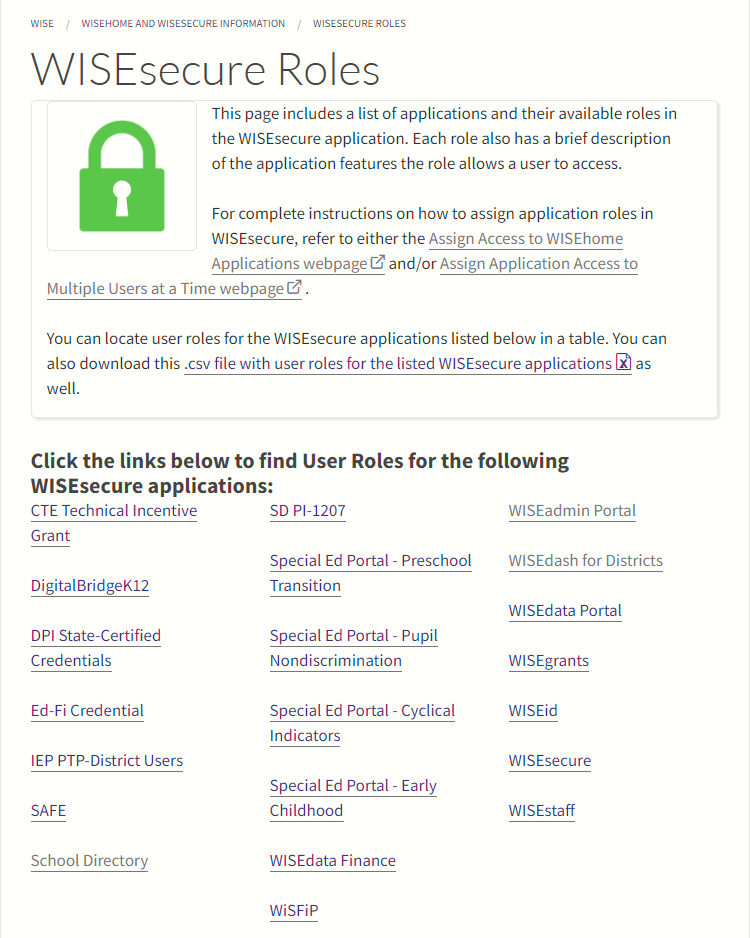 WISE / WISEHOME AND WISESECURE INFORMATION / WISESECURE ROLES
WISEsecure Roles
This page includes a list of applications and their available roles in
the WISEsecure application. Each role also has a brief description
of the application features the role allows a user to access.
For complete instructions on how to assign application roles in
WISEsecure, refer to either the Assign Access to WISEhome
Applications webpage and/or Assign Application Access to
Multiple Users at a Time webpage .
You can locate user roles for the WISEsecure applications listed below in a table. You can
also download this .csv file with user roles for the listed WISEsecure applications as
well.
Click the links below to find User Roles for the following
WISEsecure applications:
CTE Technical Incentive
Grant
DigitalBridgeK12
DPI State-Certified
Credentials
Ed-Fi Credential
IEP PTP-District Users
SAFE
School Directory
SD PI-1207
Special Ed Portal - Preschool
Transition
Special Ed Portal - Pupil
Nondiscrimination
Special Ed Portal - Cyclical
Indicators
Special Ed Portal - Early
Childhood
WISEdata Finance
WiSFiP
WISEadmin Portal
WISEdash for Districts
WISEdata Portal
WISEgrants
WISEid
WISEsecure
WISEstaff